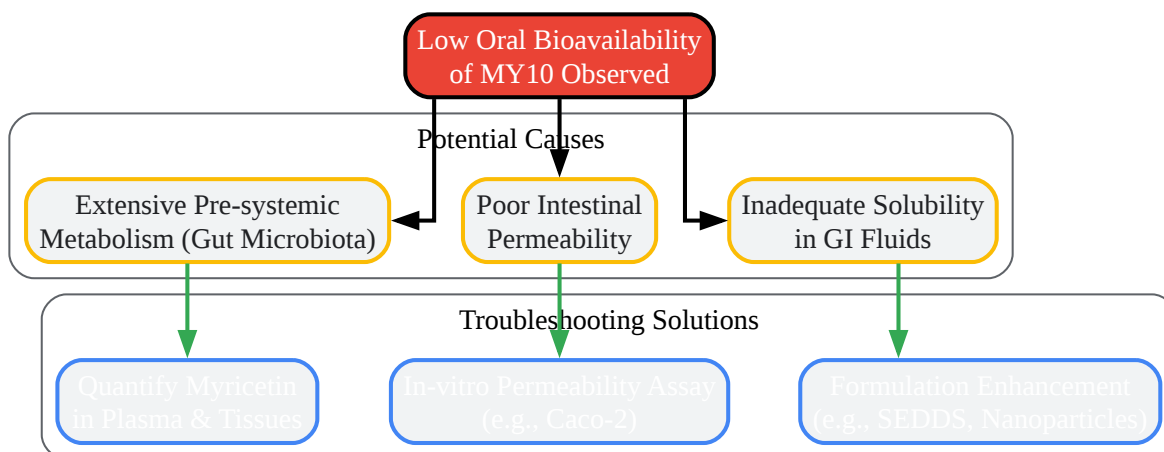 Low Oral Bioavailability
of MY10 Observed
Potential Causes
Extensive Pre-systemic
Metabolism (Gut Microbiota)
Poor Intestinal
Permeability
Inadequate Solubility
in GI Fluids
Troubleshooting Solutions
Quantify Myricetin
in Plasma & Tissues
In-vitro Permeability Assay
(e.g., Caco-2)
Formulation Enhancement
(e.g., SEDDS, Nanoparticles)